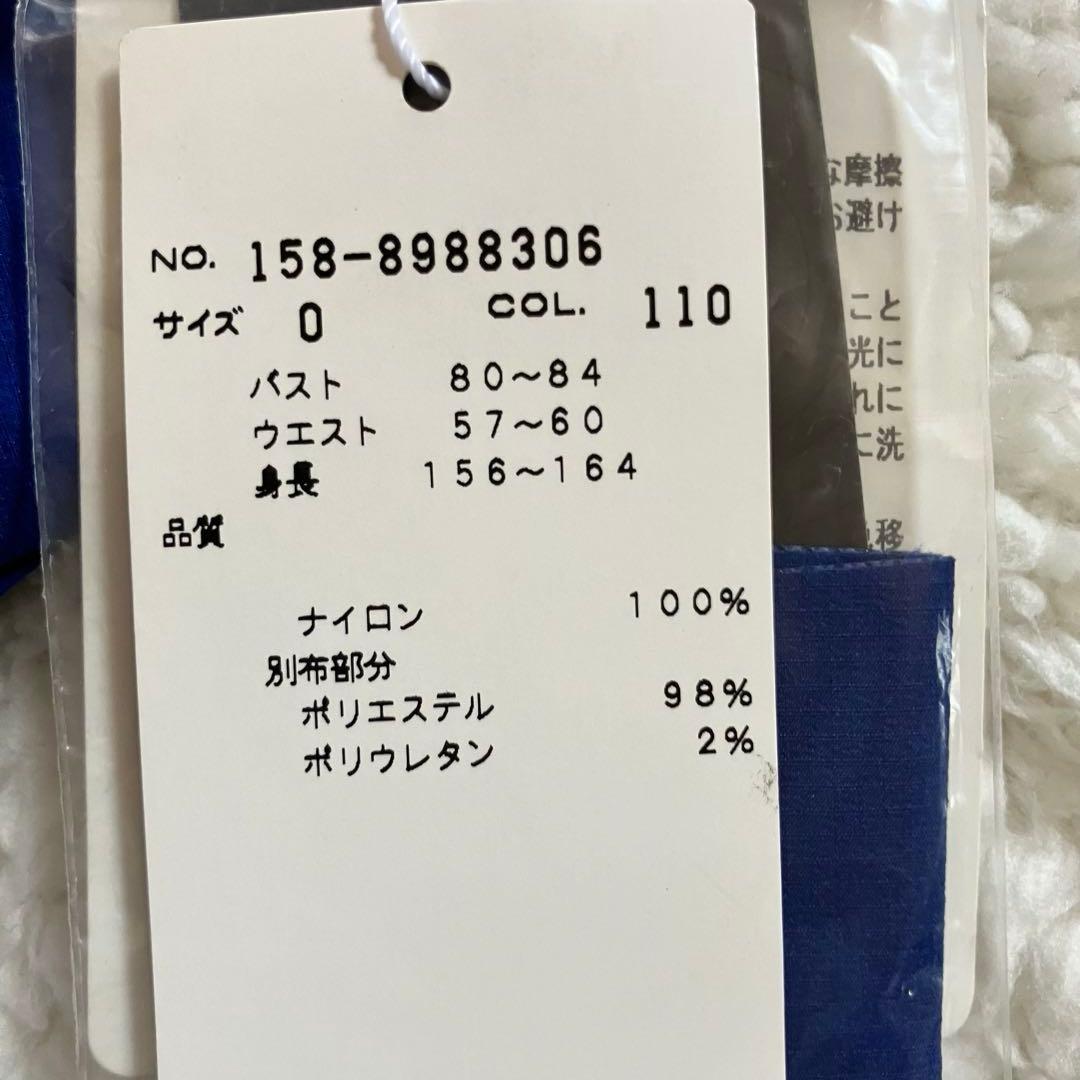 NO. 158-8988306
サイズ 0 COL. 110
バスト 80～84
ウエスト 57～60
身長 156～164
品質
ナイロン 100%
別布部分
ポリエステル 98%
ポリウレタン 2%
な摩擦
お避け
こと
光に
れに
に洗
色移